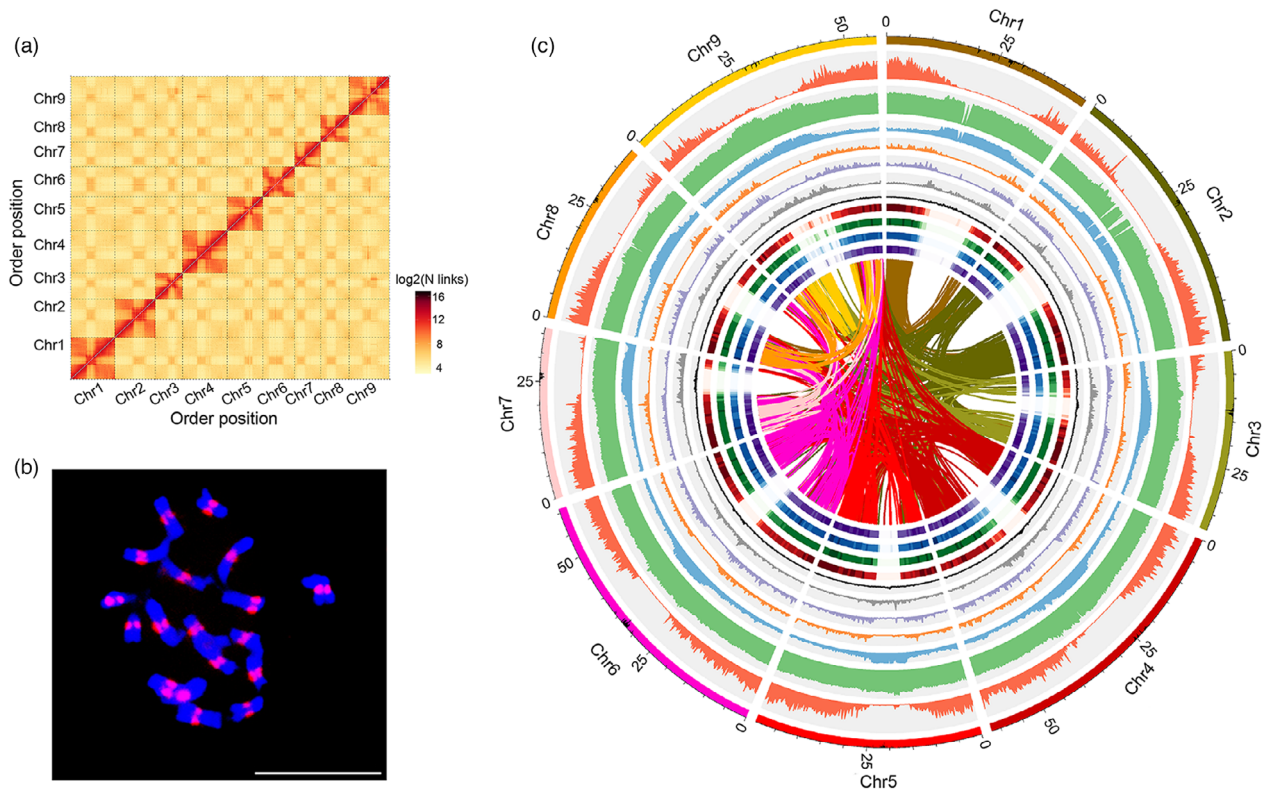 (a)
Chr9
Chr8
Chr7
Chr6
Chr5
Chr4
Chr3
Chr2
Chr1
Order position
Chr1 Chr2 Chr3 Chr4 Chr5 Chr6 Chr7 Chr8 Chr9
Order position
log2(N links)
16
12
8
4
(b)
(c)
0 Chr1 25
0 25 Chr2
0 Chr3 25
0 25 Chr4 50
0 25 Chr5
0 25 Chr6 50
0 25 Chr7
0 25 Chr8
0 25 Chr9 50